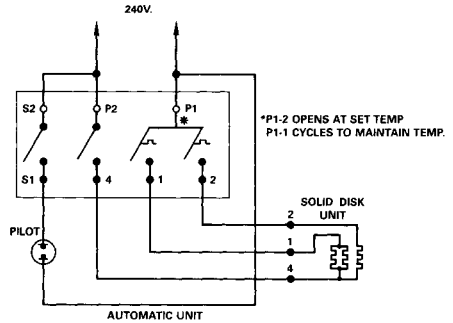 240V.
S2 P2 P1
*
*P1-2 OPENS AT SET TEMP
P1-1 CYCLES TO MAINTAIN TEMP.
S1 4 1 2
SOLID DISK
UNIT
2
1
4
PILOT
AUTOMATIC UNIT